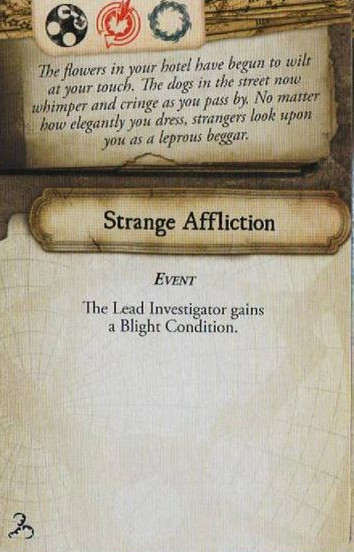 The flowers in your hotel have begun to wilt
at your touch. The dogs in the street now
whimper and cringe as you pass by. No matter
how elegantly you dress, strangers look upon
you as a leprous beggar.
Strange Affliction
Event
The Lead Investigator gains
a Blight Condition.